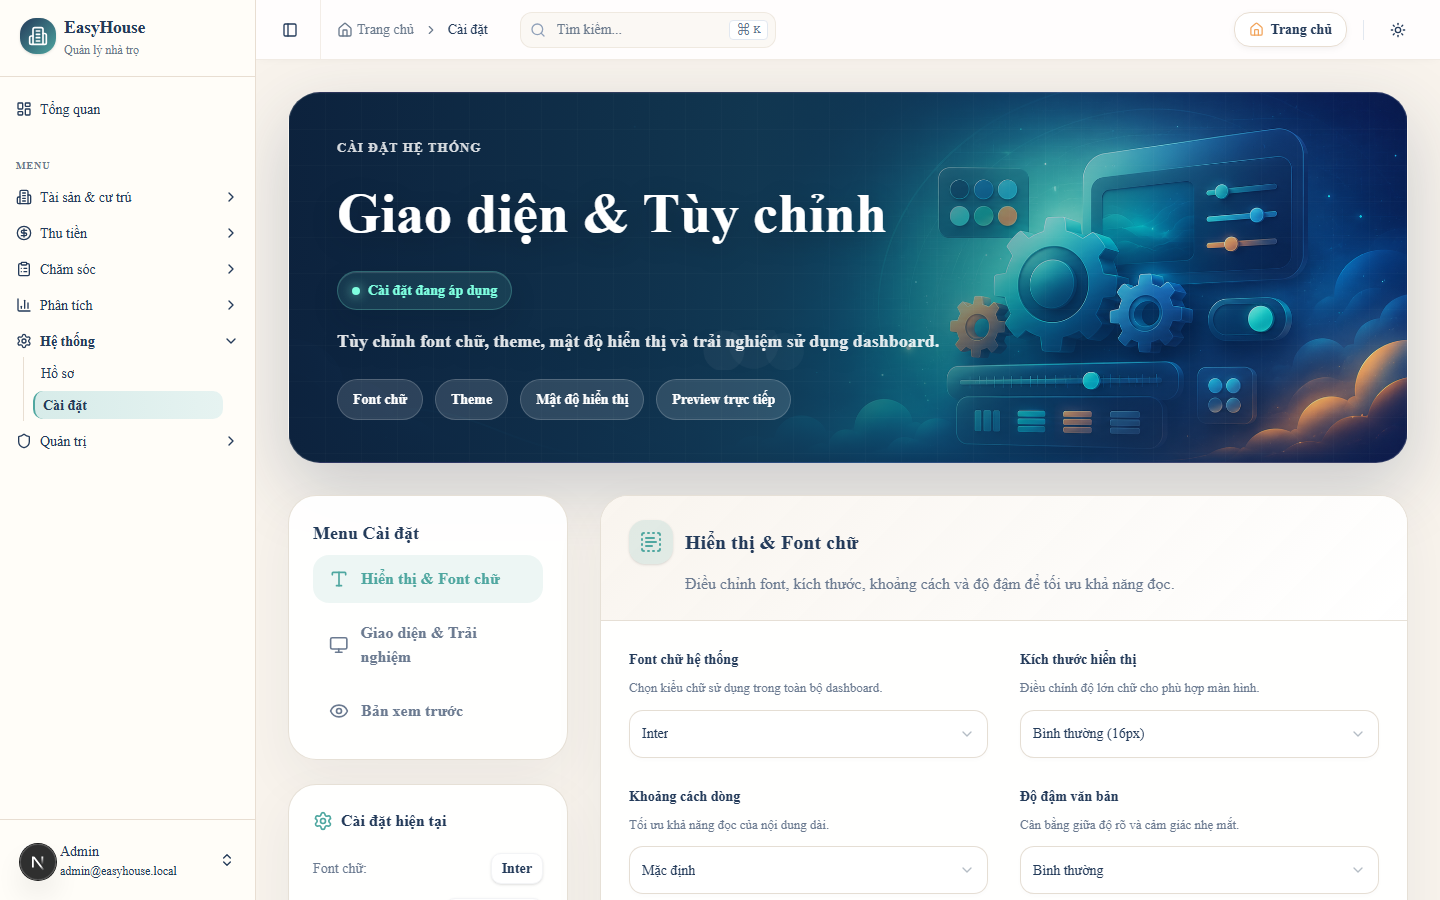 EasyHouse
Quản lý nhà trọ
Tổng quan
MENU
Tài sản & cư trú
Thu tiền
Chăm sóc
Phân tích
Hệ thống
Hồ sơ
Cài đặt
Quản trị
N
Admin
admin@easyhouse.local
Trang chủ
Cài đặt
Tìm kiếm...
⌘ K
Trang chủ
CÀI ĐẶT HỆ THỐNG
Giao diện & Tùy chỉnh
Cài đặt đang áp dụng
Tùy chỉnh font chữ, theme, mật độ hiển thị và trải nghiệm sử dụng dashboard.
Font chữ
Theme
Mật độ hiển thị
Preview trực tiếp
Menu Cài đặt
Hiển thị & Font chữ
Giao diện & Trải
nghiệm
Bản xem trước
Cài đặt hiện tại
Font chữ:
Inter
Hiển thị & Font chữ
Điều chỉnh font, kích thước, khoảng cách và độ đậm để tối ưu khả năng đọc.
Font chữ hệ thống
Chọn kiểu chữ sử dụng trong toàn bộ dashboard.
Inter
Kích thước hiển thị
Điều chỉnh độ lớn chữ cho phù hợp màn hình.
Bình thường (16px)
Khoảng cách dòng
Tối ưu khả năng đọc của nội dung dài.
Mặc định
Độ đậm văn bản
Cân bằng giữa độ rõ và cảm giác nhẹ mắt.
Bình thường